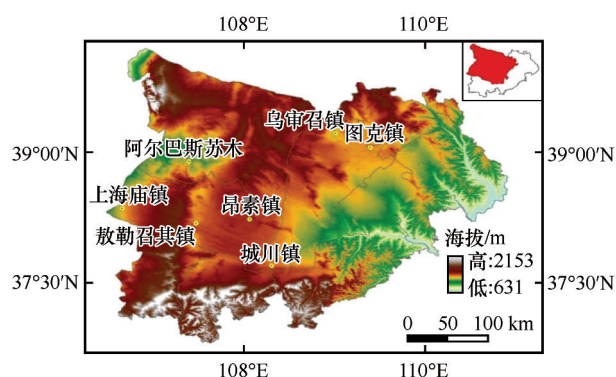 108°E 110°E
乌审召镇
图克镇
阿尔巴斯苏木
39°00′N 39°00′N
上海庙镇
昂素镇
敖勒召其镇
城川镇
海拔/m
高:2153
低:631
37°30′N 37°30′N
0 50 100 km
108°E 110°E